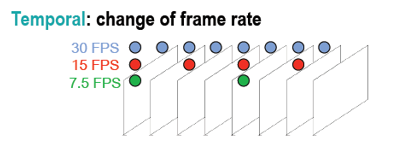 Temporal: change of frame rate
30 FPS
15 FPS
7.5 FPS